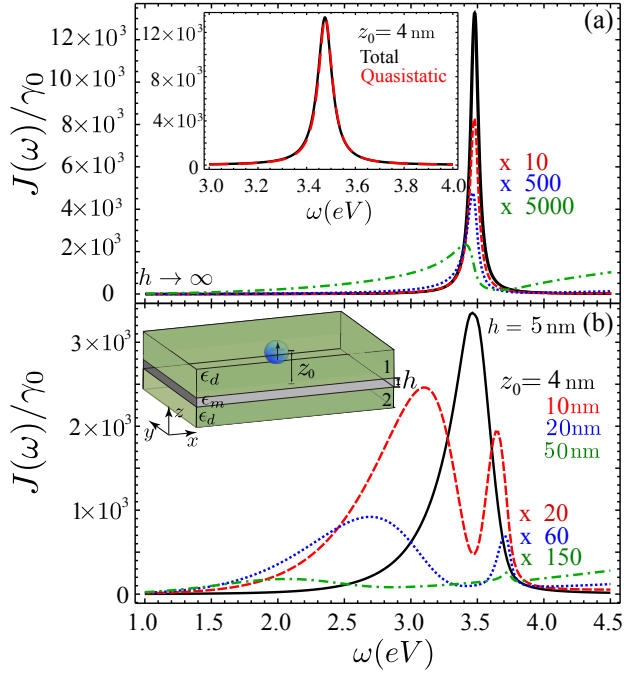 (a)
J(ω)/γ₀
12×10³
10×10³
8×10³
6×10³
4×10³
2×10³
0
12×10³
8×10³
4×10³
0
z₀= 4 nm
Total
Quasistatic
3.0 3.2 3.4 3.6 3.8 4.0
ω(eV)
x 10
x 500
x 5000
h → ∞
(b)
J(ω)/γ₀
3×10³
2×10³
1×10³
0
h = 5 nm
z₀= 4 nm
10nm
20nm
50nm
x 20
x 60
x 150
ϵd
z₀
1
h
ϵm
2
ϵd
z
y
x
1.0 1.5 2.0 2.5 3.0 3.5 4.0 4.5
ω(eV)